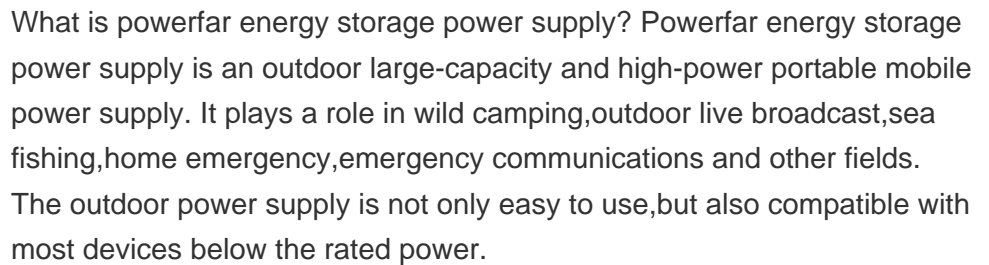 What is powerfar energy storage power supply? Powerfar energy storage
power supply is an outdoor large-capacity and high-power portable mobile
power supply. It plays a role in wild camping,outdoor live broadcast,sea
fishing,home emergency,emergency communications and other fields.
The outdoor power supply is not only easy to use,but also compatible with
most devices below the rated power.